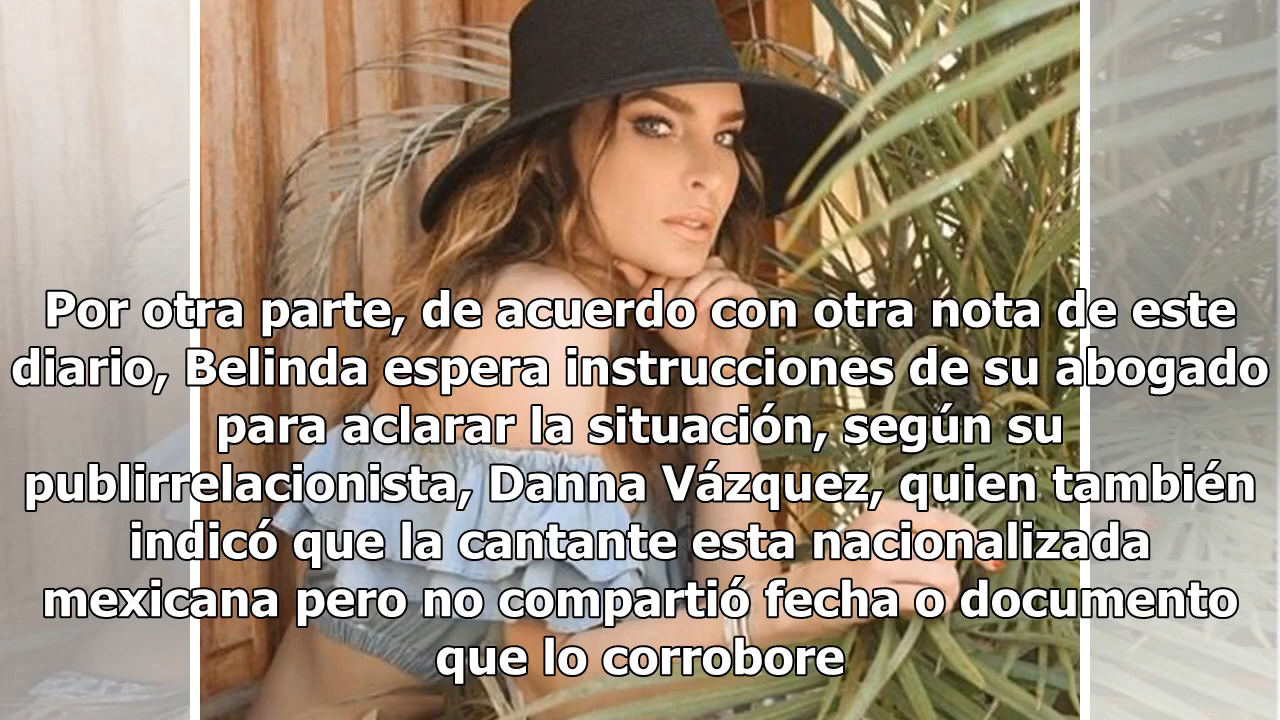 Por otra parte, de acuerdo con otra nota de este
diario, Belinda espera instrucciones de su abogado
para aclarar la situación, según su
publirrelacionista, Danna Vázquez, quien también
indicó que la cantante esta nacionalizada
mexicana pero no compartió fecha o documento
que lo corrobore